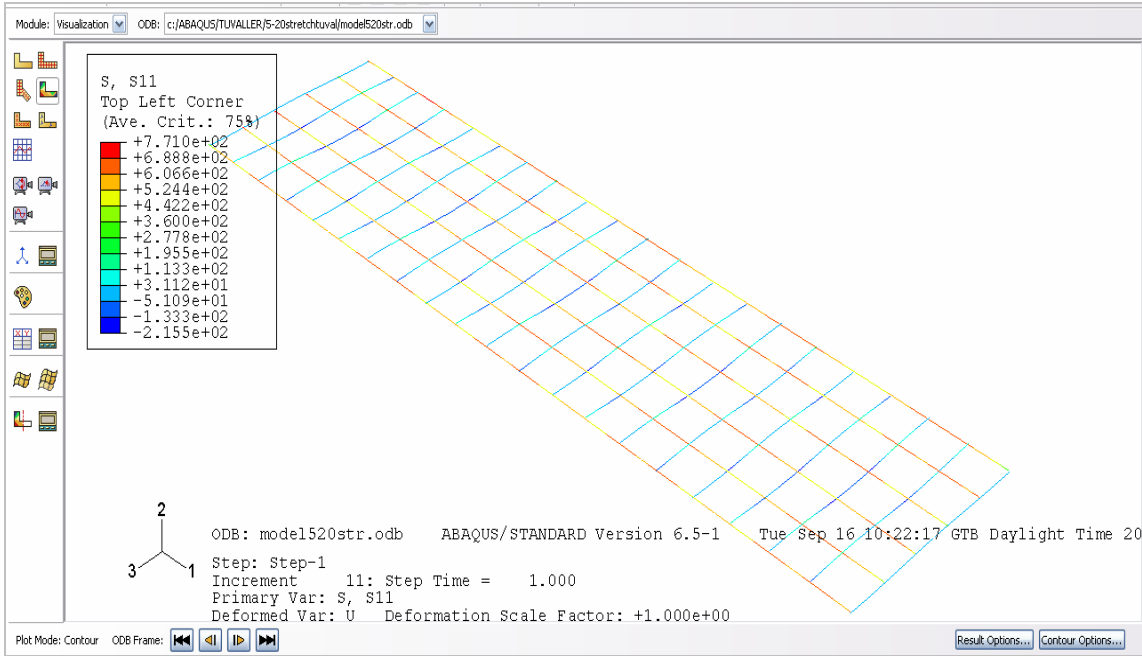 Module: Visualization ODB: c:/ABAQUS/TUVALLER/5-20stretchtuval/model520str.odb
S, S11
Top Left Corner
(Ave. Crit.: 75%)
+7.710e+02
+6.888e+02
+6.066e+02
+5.244e+02
+4.422e+02
+3.600e+02
+2.778e+02
+1.955e+02
+1.133e+02
+3.112e+01
-5.109e+01
-1.333e+02
-2.155e+02
2
3
1
ODB: model520str.odb ABAQUS/STANDARD Version 6.5-1 Tue Sep 16 10:22:17 GTB Daylight Time 20
Step: Step-1
Increment 11: Step Time = 1.000
Primary Var: S, S11
Deformed Var: U Deformation Scale Factor: +1.000e+00
Plot Mode: Contour ODB Frame: Result Options... Contour Options...